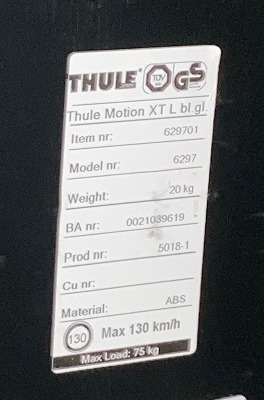 THULE TÜV GS
Thule Motion XT L bl.gl.
Item nr: 629701
Model nr: 6297
Weight: 20 kg
BA nr: 0021039619
Prod nr: 5018-1
Cu nr:
Material: ABS
130 Max 130 km/h
Max Load: 75 kg